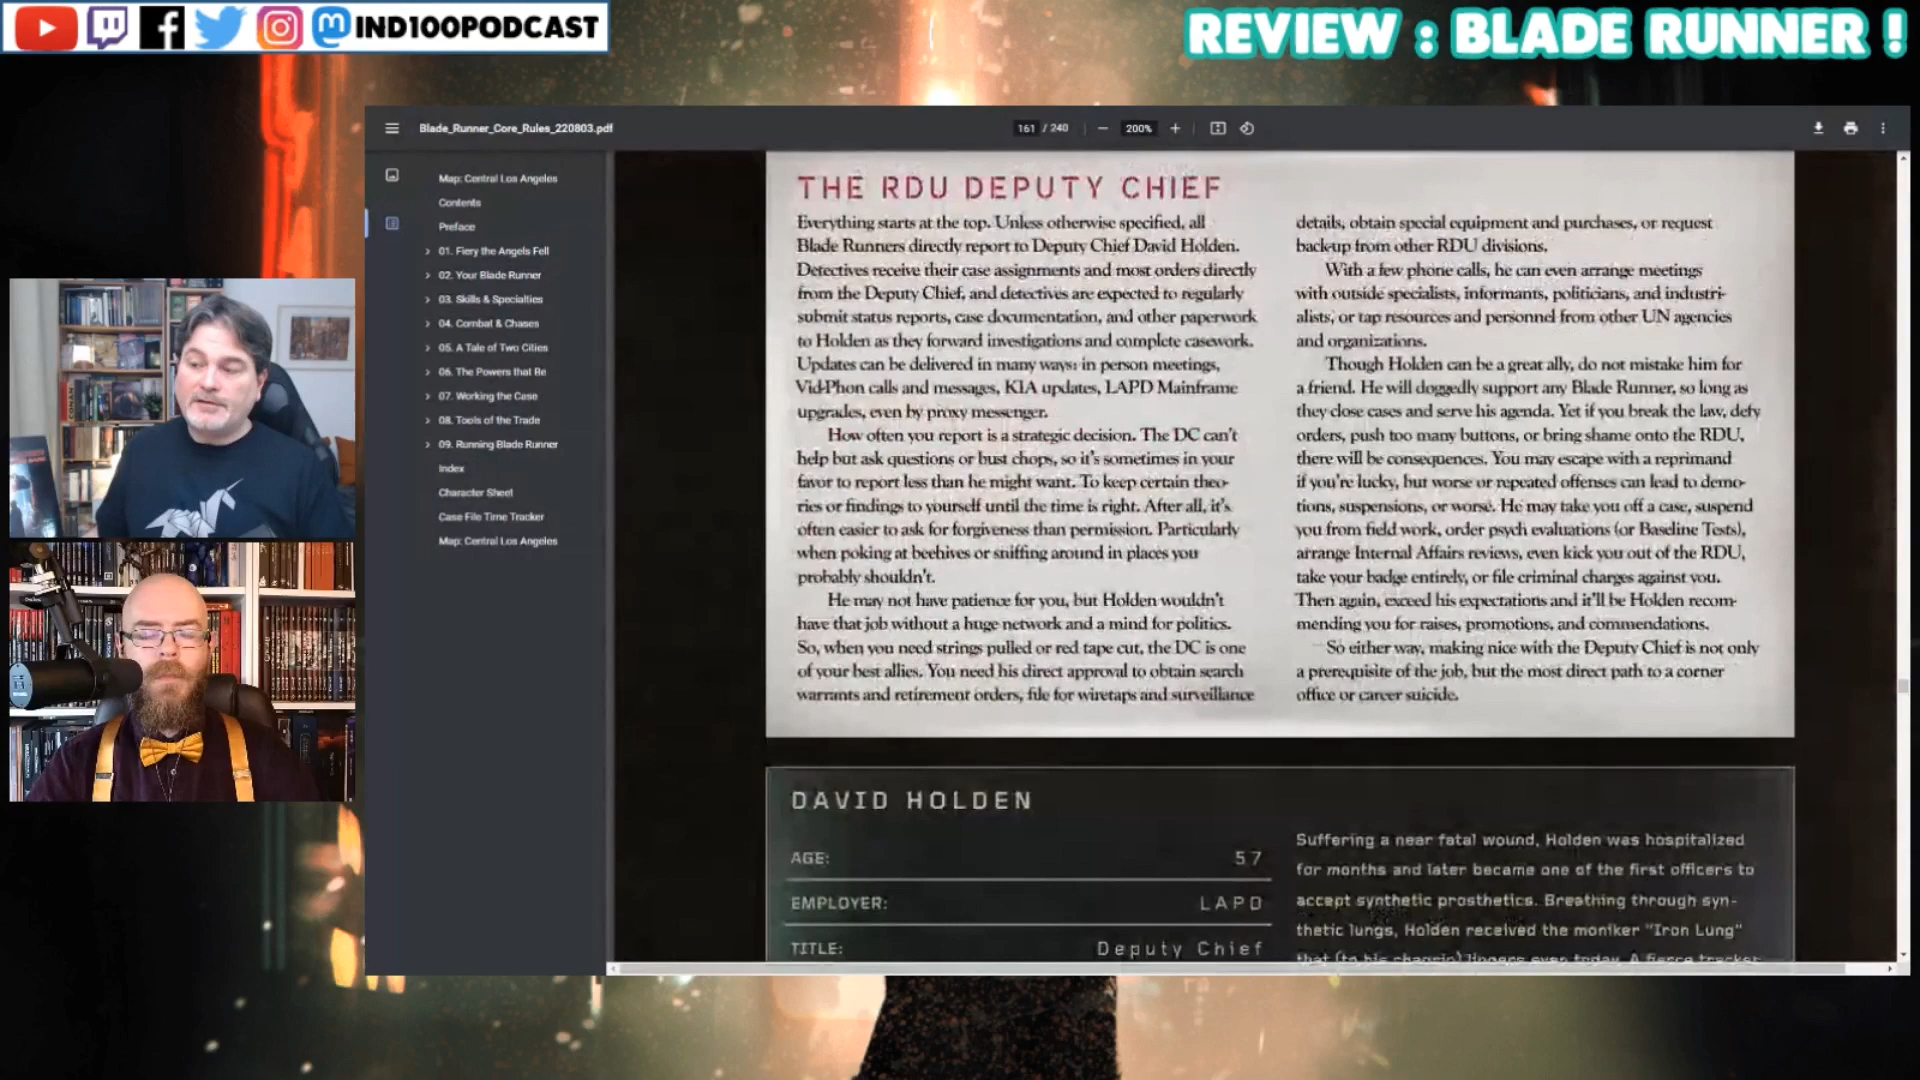 IND100PODCAST
REVIEW : BLADE RUNNER !
Blade_Runner_Core_Rules_220803.pdf
161 / 240
200%
Map: Central Los Angeles
Contents
Preface
01. Fiery the Angels Fell
02. Your Blade Runner
03. Skills & Specialties
04. Combat & Chases
05. A Tale of Two Cities
06. The Powers that Be
07. Working the Case
08. Tools of the Trade
09. Running Blade Runner
Index
Character Sheet
Case File Time Tracker
Map: Central Los Angeles
THE RDU DEPUTY CHIEF
Everything starts at the top. Unless otherwise specified, all
Blade Runners directly report to Deputy Chief David Holden.
Detectives receive their case assignments and most orders directly
from the Deputy Chief, and detectives are expected to regularly
submit status reports, case documentation, and other paperwork
to Holden as they forward investigations and complete casework.
Updates can be delivered in many ways: in person meetings,
Vid-Phon calls and messages, KIA updates, LAPD Mainframe
upgrades, even by proxy messenger.
How often you report is a strategic decision. The DC can't
help but ask questions or bust chops, so it's sometimes in your
favor to report less than he might want. To keep certain theo-
ries or findings to yourself until the time is right. After all, it's
often easier to ask for forgiveness than permission. Particularly
when poking at beehives or sniffing around in places you
probably shouldn't.
He may not have patience for you, but Holden wouldn't
have that job without a huge network and a mind for politics.
So, when you need strings pulled or red tape cut, the DC is one
of your best allies. You need his direct approval to obtain search
warrants and retirement orders, file for wiretaps and surveillance
details, obtain special equipment and purchases, or request
back-up from other RDU divisions.
With a few phone calls, he can even arrange meetings
with outside specialists, informants, politicians, and industri-
alists, or tap resources and personnel from other UN agencies
and organizations.
Though Holden can be a great ally, do not mistake him for
a friend. He will doggedly support any Blade Runner, so long as
they close cases and serve his agenda. Yet if you break the law, defy
orders, push too many buttons, or bring shame onto the RDU,
there will be consequences. You may escape with a reprimand
if you're lucky, but worse or repeated offenses can lead to demo-
tions, suspensions, or worse. He may take you off a case, suspend
you from field work, order psych evaluations (or Baseline Tests),
arrange Internal Affairs reviews, even kick you out of the RDU,
take your badge entirely, or file criminal charges against you.
Then again, exceed his expectations and it'll be Holden recom-
mending you for raises, promotions, and commendations.
So either way, making nice with the Deputy Chief is not only
a prerequisite of the job, but the most direct path to a corner
office or career suicide.
DAVID HOLDEN
AGE: 57
EMPLOYER: LAPD
TITLE: Deputy Chief
Suffering a near fatal wound, Holden was hospitalized
for months and later became one of the first officers to
accept synthetic prosthetics. Breathing through syn-
thetic lungs, Holden received the moniker "Iron Lung"
that (to his chagrin) lingers even today. A fierce tracker